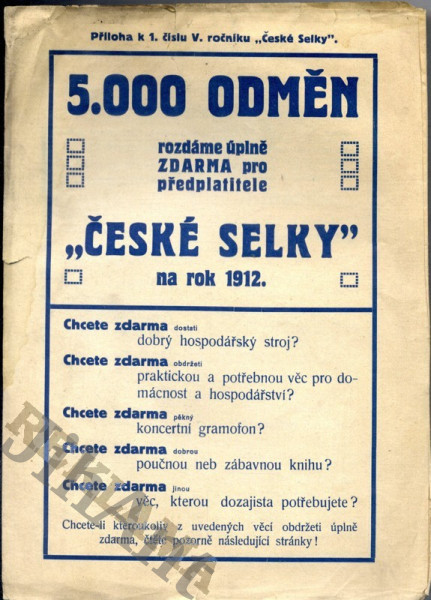 Příloha k 1. číslu V. ročníku „České Selky".
5.000 ODMĚN
rozdáme úplně
ZDARMA pro
předplatitele
„ČESKÉ SELKY"
na rok 1912.
Chcete zdarma dostati
dobrý hospodářský stroj?
Chcete zdarma obdržeti
praktickou a potřebnou věc pro do-
mácnost a hospodářství?
Chcete zdarma pěkný
koncertní gramofon?
Chcete zdarma dobrou
poučnou neb zábavnou knihu?
Chcete zdarma jinou
věc, kterou dozajista potřebujete?
Chcete-li kteroukoliv z uvedených věcí obdržeti úplně
zdarma, čtěte pozorně následující stránky!